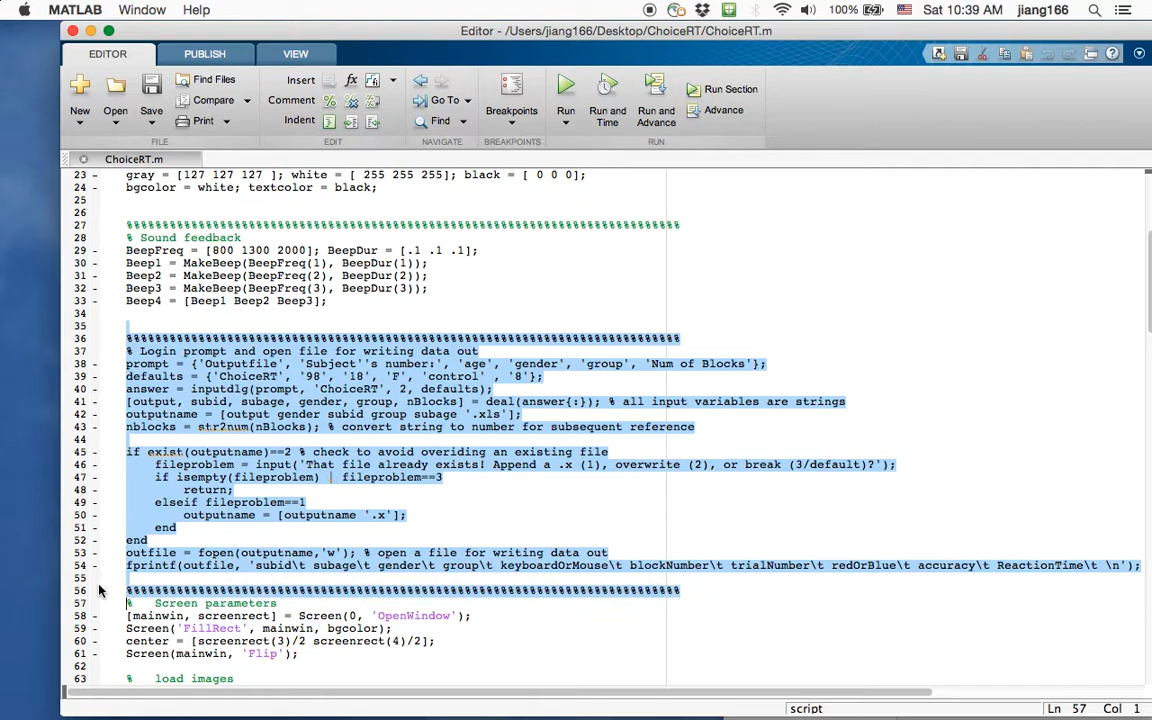 MATLAB Window Help 100% Sat 10:39 AM jiang166
Editor - /Users/jiang166/Desktop/ChoiceRT/ChoiceRT.m
EDITOR PUBLISH VIEW
New Open Save Find Files Compare Print Insert Comment Indent Go To Find Breakpoints Run Run and Time Run and Advance Run Section Advance
FILE EDIT NAVIGATE BREAKPOINTS RUN
ChoiceRT.m
23 - gray = [127 127 127 ]; white = [ 255 255 255]; black = [ 0 0 0];
24 - bgcolor = white; textcolor = black;
25
26
27 %%%%%%%%%%%%%%%%%%%%%%%%%%%%%%%%%%%%%%%%%%%%%%%%%%%%%%%%%%%%%%%%%%%%%%%%%%%%%%%
28 % Sound feedback
29 - BeepFreq = [800 1300 2000]; BeepDur = [.1 .1 .1];
30 - Beep1 = MakeBeep(BeepFreq(1), BeepDur(1));
31 - Beep2 = MakeBeep(BeepFreq(2), BeepDur(2));
32 - Beep3 = MakeBeep(BeepFreq(3), BeepDur(3));
33 - Beep4 = [Beep1 Beep2 Beep3];
34
35
36 %%%%%%%%%%%%%%%%%%%%%%%%%%%%%%%%%%%%%%%%%%%%%%%%%%%%%%%%%%%%%%%%%%%%%%%%%%%%%%%
37 % Login prompt and open file for writing data out
38 - prompt = {'Outputfile', 'Subject''s number:', 'age', 'gender', 'group', 'Num of Blocks'};
39 - defaults = {'ChoiceRT', '98', '18', 'F', 'control' , '8'};
40 - answer = inputdlg(prompt, 'ChoiceRT', 2, defaults);
41 - [output, subid, subage, gender, group, nBlocks] = deal(answer{:}); % all input variables are strings
42 - outputname = [output gender subid group subage '.xls'];
43 - nblocks = str2num(nBlocks); % convert string to number for subsequent reference
44
45 - if exist(outputname)==2 % check to avoid overiding an existing file
46 - fileproblem = input('That file already exists! Append a .x (1), overwrite (2), or break (3/default)?');
47 - if isempty(fileproblem) | fileproblem==3
48 - return;
49 - elseif fileproblem==1
50 - outputname = [outputname '.x'];
51 - end
52 - end
53 - outfile = fopen(outputname,'w'); % open a file for writing data out
54 - fprintf(outfile, 'subid\t subage\t gender\t group\t keyboardOrMouse\t blockNumber\t trialNumber\t redOrBlue\t accuracy\t ReactionTime\t \n');
55
56 %%%%%%%%%%%%%%%%%%%%%%%%%%%%%%%%%%%%%%%%%%%%%%%%%%%%%%%%%%%%%%%%%%%%%%%%%%%%%%%
57 % Screen parameters
58 - [mainwin, screenrect] = Screen(0, 'OpenWindow');
59 - Screen('FillRect', mainwin, bgcolor);
60 - center = [screenrect(3)/2 screenrect(4)/2];
61 - Screen(mainwin, 'Flip');
62
63 % load images
script Ln 57 Col 1